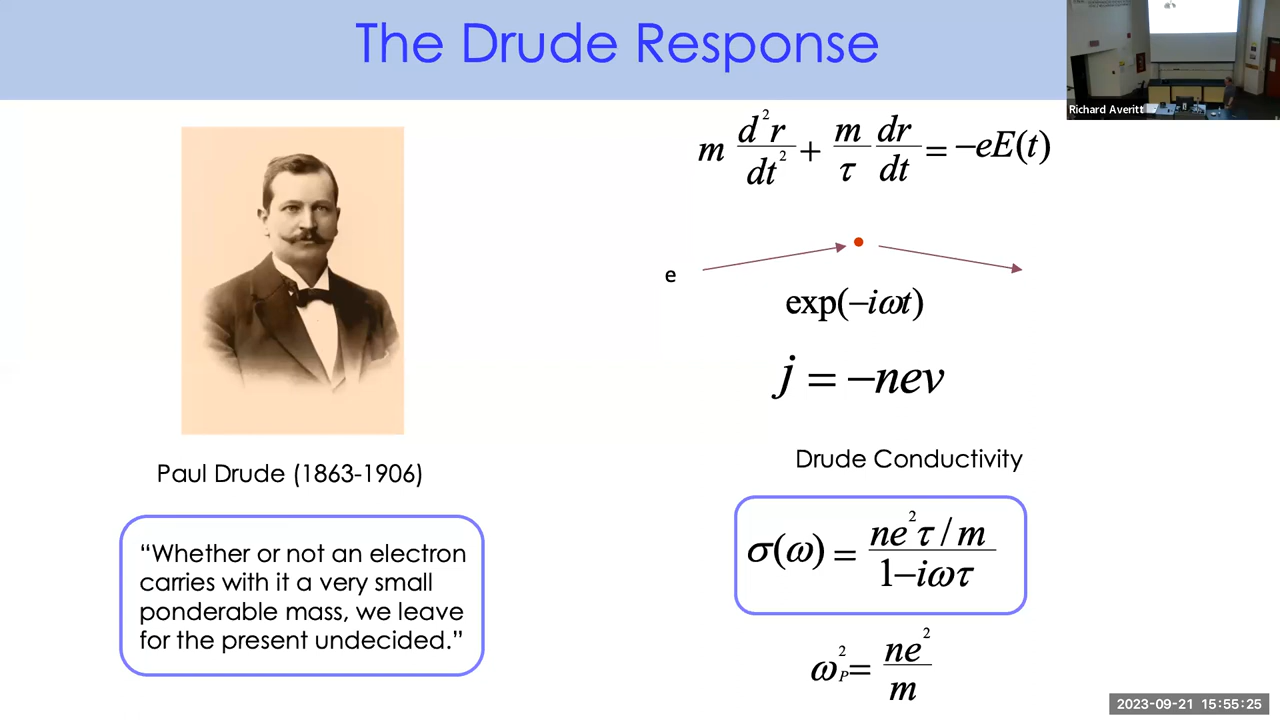 The Drude Response
Richard Averitt
m d²r/dt² + m/τ dr/dt = −eE(t)
e
exp(−iωt)
j = −nev
Paul Drude (1863-1906)
Drude Conductivity
“Whether or not an electron
carries with it a very small
ponderable mass, we leave
for the present undecided.”
σ(ω) = ne²τ / m / 1−iωτ
ω_P² = ne²/m
2023-09-21 15:55:25